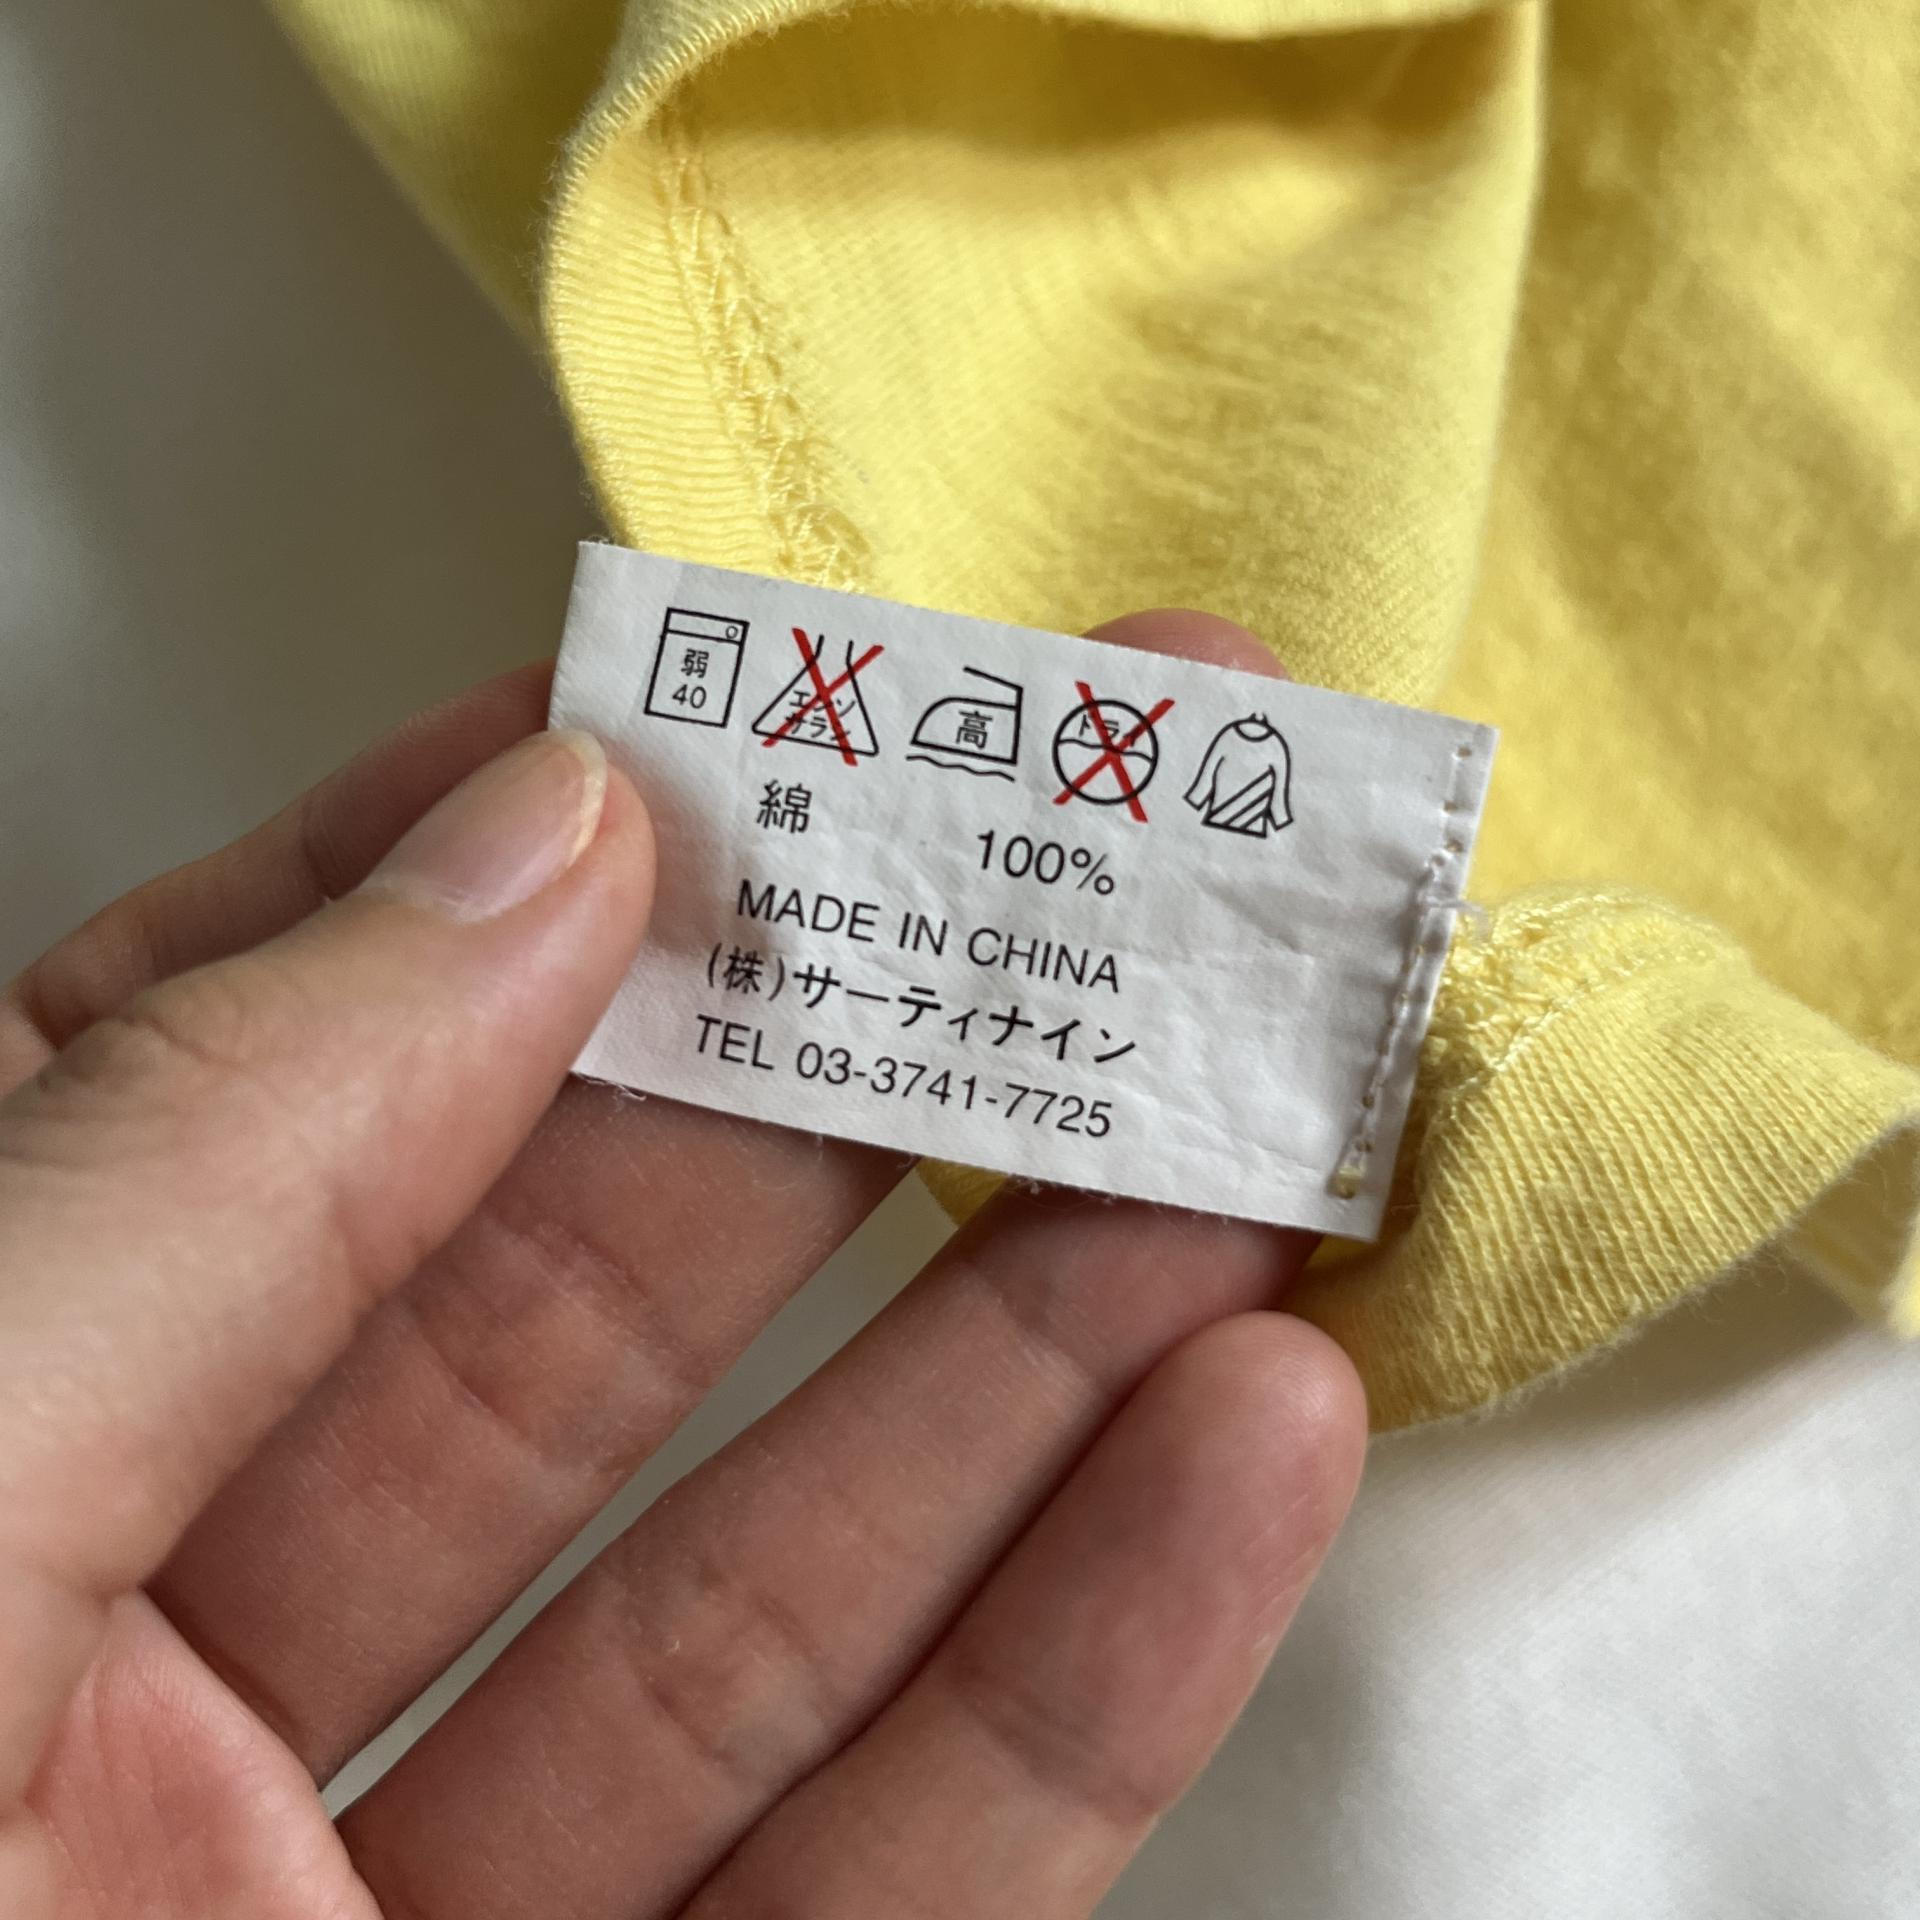 弱
40
エンソ
サラシ
高
ドライ
綿 100%
MADE IN CHINA
(株)サーティナイン
TEL 03-3741-7725